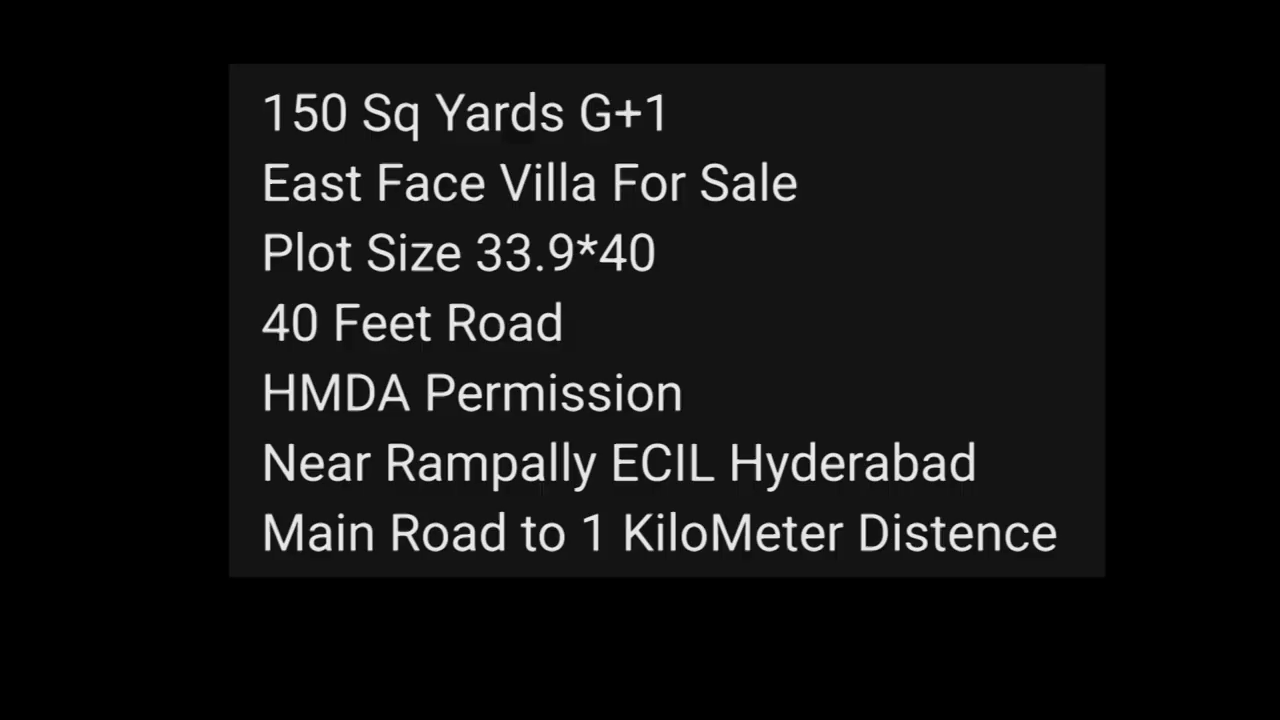 150 Sq Yards G+1
East Face Villa For Sale
Plot Size 33.9*40
40 Feet Road
HMDA Permission
Near Rampally ECIL Hyderabad
Main Road to 1 KiloMeter Distence